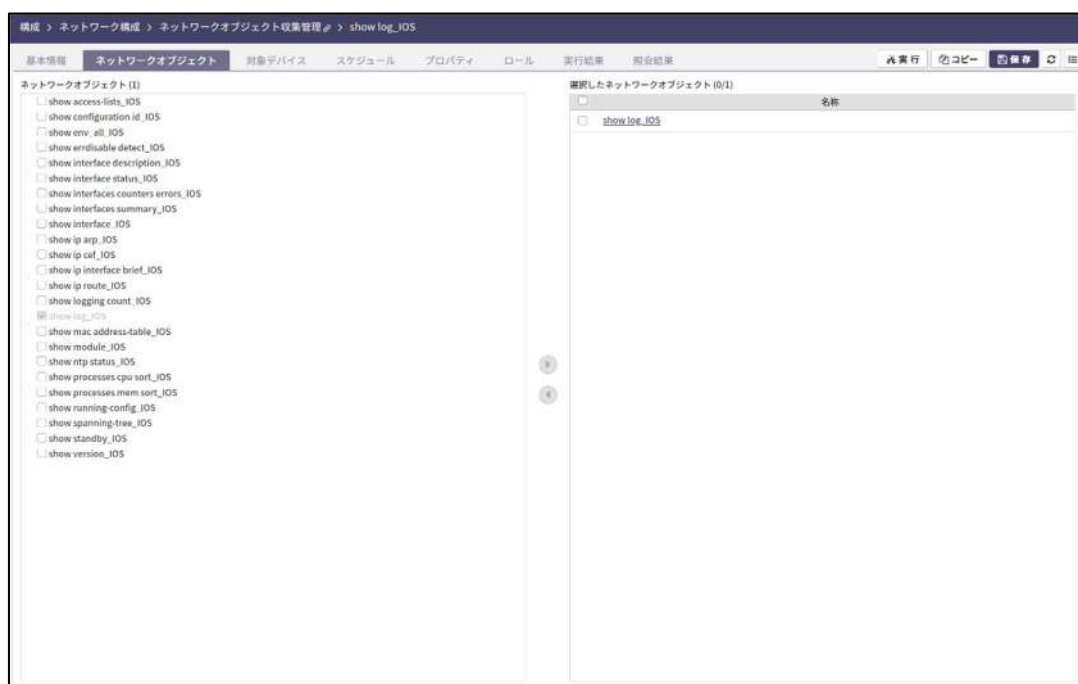 構成 > ネットワーク構成 > ネットワークオブジェクト収集管理 > show log_IOS
基本情報 ネットワークオブジェクト 対象デバイス スケジュール プロパティ ロール 実行結果 照会結果 実行 コピー 保存
ネットワークオブジェクト (1)
show access-lists_IOS
show configuration id_IOS
show env_all_IOS
show errdisable detect_IOS
show interface description_IOS
show interface status_IOS
show interfaces counters errors_IOS
show interfaces summary_IOS
show interface_IOS
show ip arp_IOS
show ip cef_IOS
show ip interface brief_IOS
show ip route_IOS
show logging count_IOS
show log_IOS
show mac address-table_IOS
show module_IOS
show ntp status_IOS
show processes cpu sort_IOS
show processes mem sort_IOS
show running-config_IOS
show spanning-tree_IOS
show standby_IOS
show version_IOS
選択したネットワークオブジェクト (0/1)
名称
show log_IOS